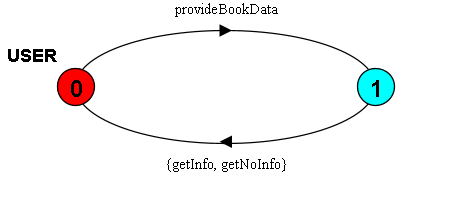 provideBookData
USER
0
1
{getInfo, getNoInfo}